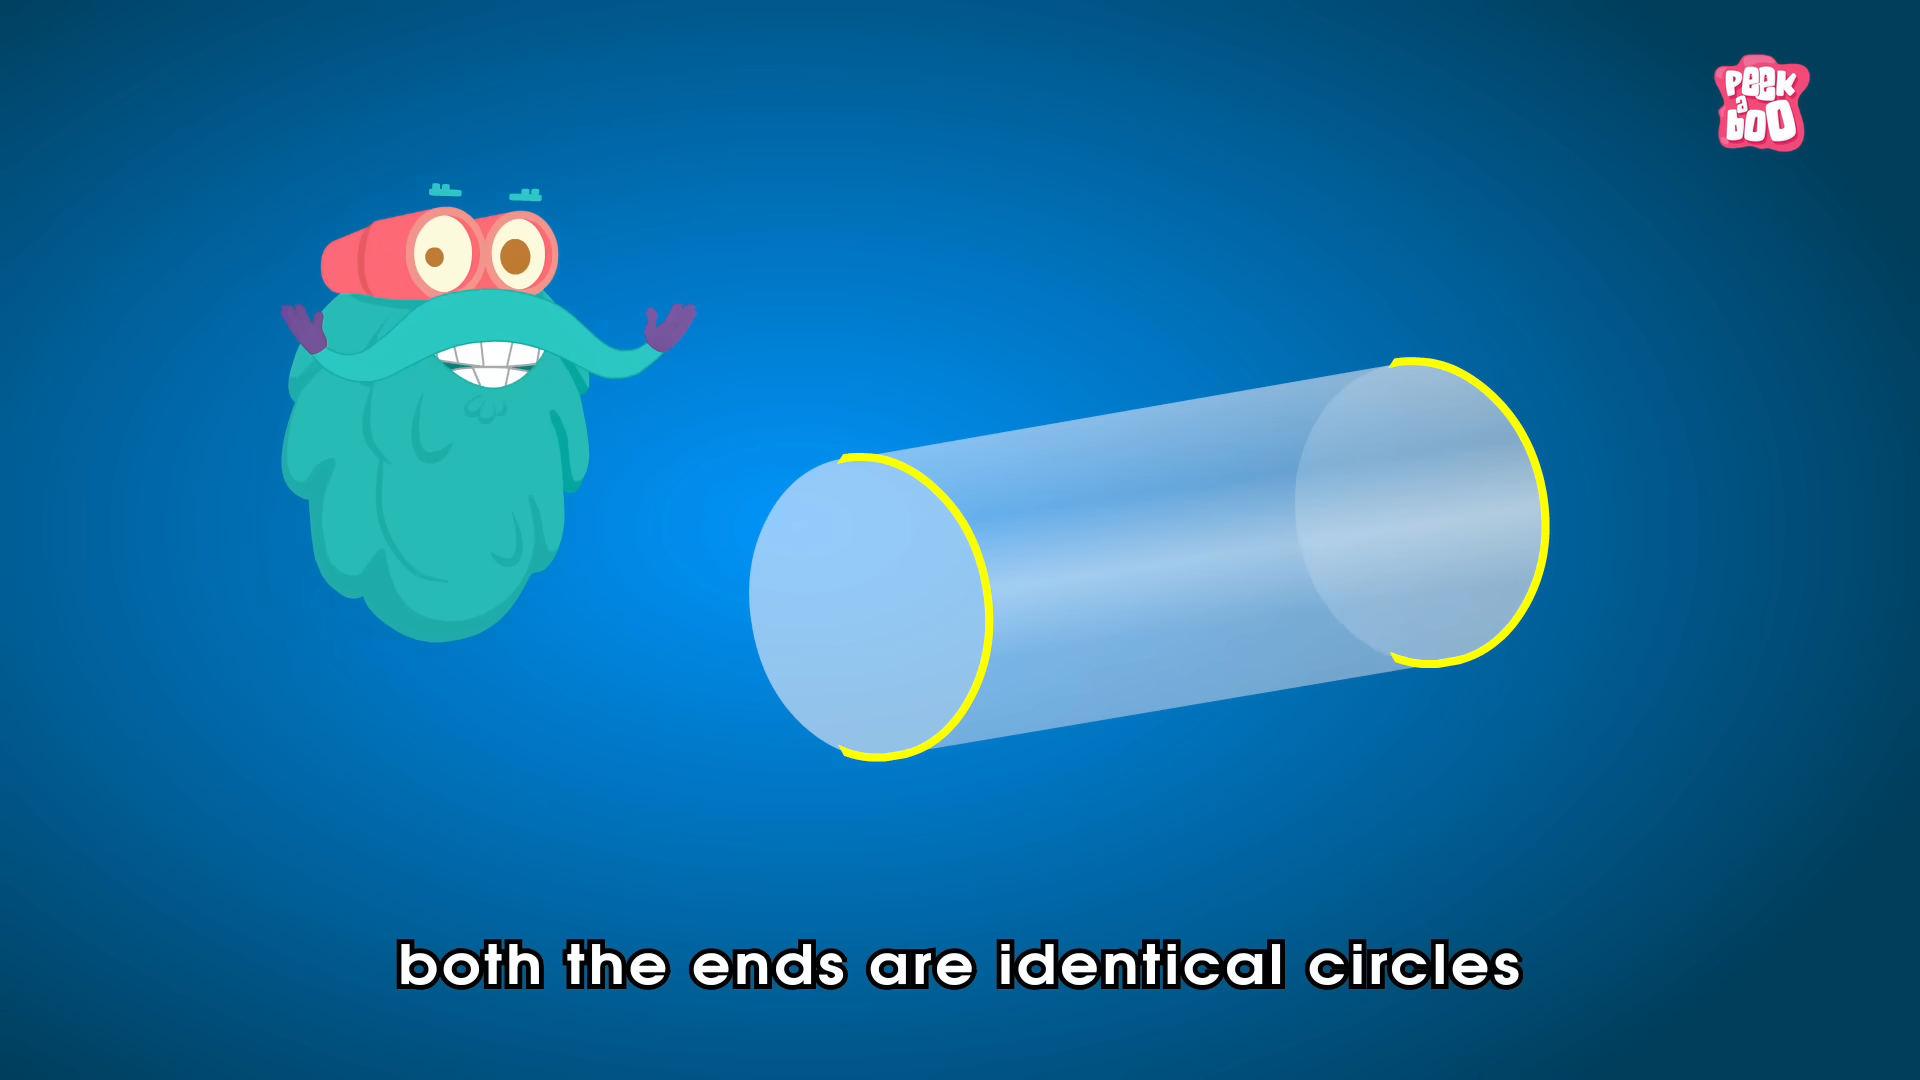 PEEK
a
boo
both the ends are identical circles